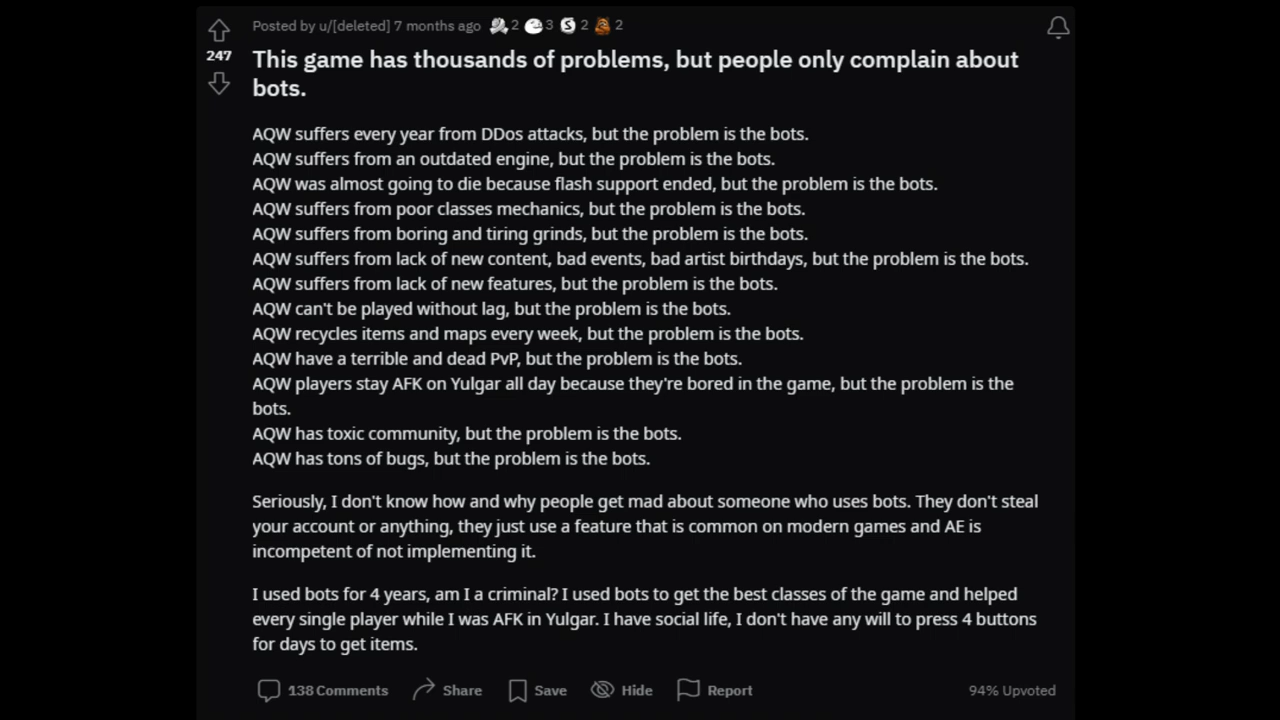 Posted by u/[deleted] 7 months ago 2 3 2 2
247
This game has thousands of problems, but people only complain about
bots.
AQW suffers every year from DDos attacks, but the problem is the bots.
AQW suffers from an outdated engine, but the problem is the bots.
AQW was almost going to die because flash support ended, but the problem is the bots.
AQW suffers from poor classes mechanics, but the problem is the bots.
AQW suffers from boring and tiring grinds, but the problem is the bots.
AQW suffers from lack of new content, bad events, bad artist birthdays, but the problem is the bots.
AQW suffers from lack of new features, but the problem is the bots.
AQW can't be played without lag, but the problem is the bots.
AQW recycles items and maps every week, but the problem is the bots.
AQW have a terrible and dead PvP, but the problem is the bots.
AQW players stay AFK on Yulgar all day because they're bored in the game, but the problem is the
bots.
AQW has toxic community, but the problem is the bots.
AQW has tons of bugs, but the problem is the bots.
Seriously, I don't know how and why people get mad about someone who uses bots. They don't steal
your account or anything, they just use a feature that is common on modern games and AE is
incompetent of not implementing it.
I used bots for 4 years, am I a criminal? I used bots to get the best classes of the game and helped
every single player while I was AFK in Yulgar. I have social life, I don't have any will to press 4 buttons
for days to get items.
138 Comments Share Save Hide Report 94% Upvoted